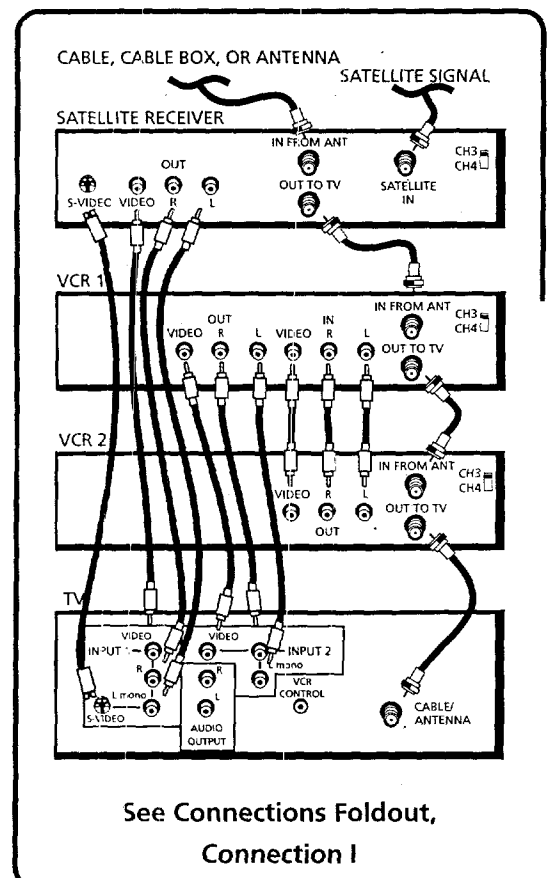 CABLE, CABLE BOX, OR ANTENNA
SATELLITE SIGNAL
SATELLITE RECEIVER
IN FROM ANT
CH3
CH4
OUT
OUT TO TV
SATELLITE
IN
S-VIDEO VIDEO R L
VCR 1
IN FROM ANT
CH3
CH4
OUT IN
VIDEO R L VIDEO R L
OUT TO TV
VCR 2
IN FROM ANT
CH3
CH4
VIDEO R L
OUT TO TV
OUT
TV
VIDEO VIDEO
INPUT 1 INPUT 2
R R L mono
L mono L
VCR
CONTROL
S-VIDEO
CABLE/
ANTENNA
AUDIO
OUTPUT
See Connections Foldout,
Connection I